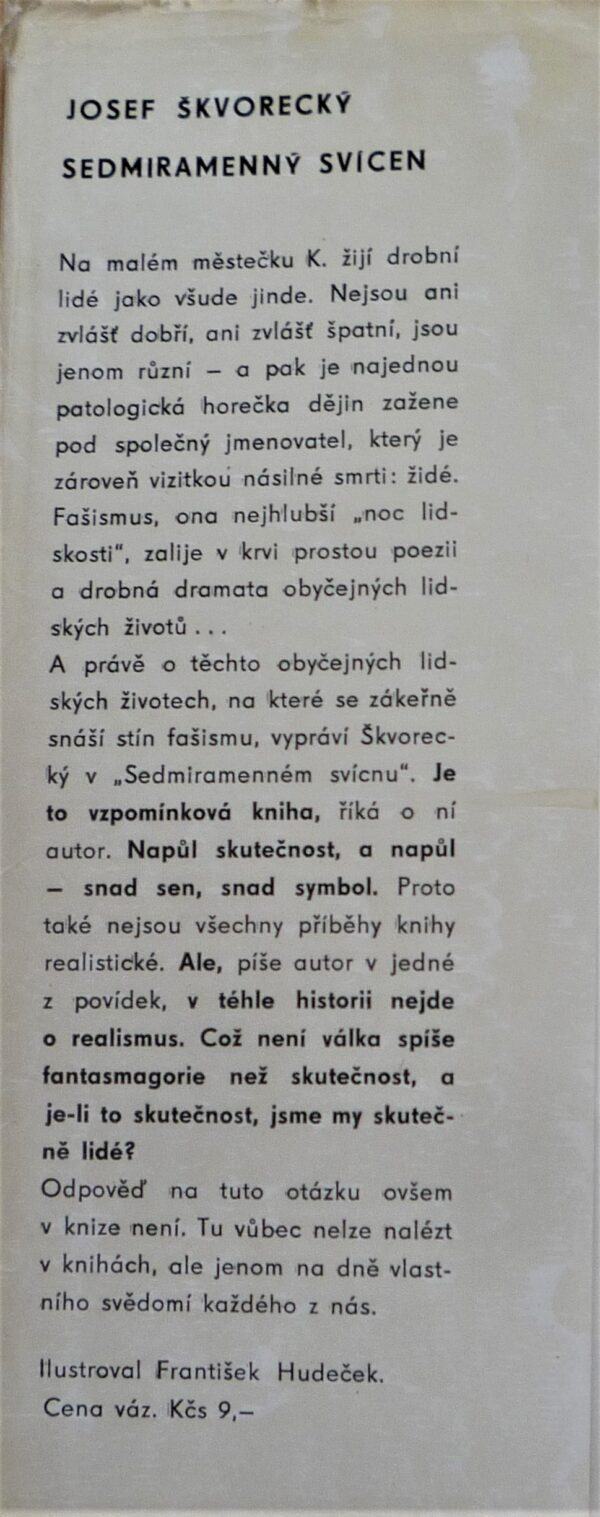 JOSEF ŠKVORECKÝ
SEDMIRAMENNÝ SVÍCEN
Na malém městečku K. žijí drobní
lidé jako všude jinde. Nejsou ani
zvlášť dobří, ani zvlášť špatní, jsou
jenom různí – a pak je najednou
patologická horečka dějin zažene
pod společný jmenovatel, který je
zároveň vizitkou násilné smrti: židé.
Fašismus, ona nejhlubší „noc lid-
skosti“, zalije v krvi prostou poezii
a drobná dramata obyčejných lid-
ských životů . . .
A právě o těchto obyčejných lid-
ských životech, na které se zákeřně
snáší stín fašismu, vypráví Škvorec-
ký v „Sedmiramenném svícnu“. Je
to vzpomínková kniha, říká o ní
autor. Napůl skutečnost, a napůl
– snad sen, snad symbol. Proto
také nejsou všechny příběhy knihy
realistické. Ale, píše autor v jedné
z povídek, v téhle historii nejde
o realismus. Což není válka spíše
fantasmagorie než skutečnost, a
je-li to skutečnost, jsme my skuteč-
ně lidé?
Odpověď na tuto otázku ovšem
v knize není. Tu vůbec nelze nalézt
v knihách, ale jenom na dně vlast-
ního svědomí každého z nás.
Ilustroval František Hudeček.
Cena váz. Kčs 9,–